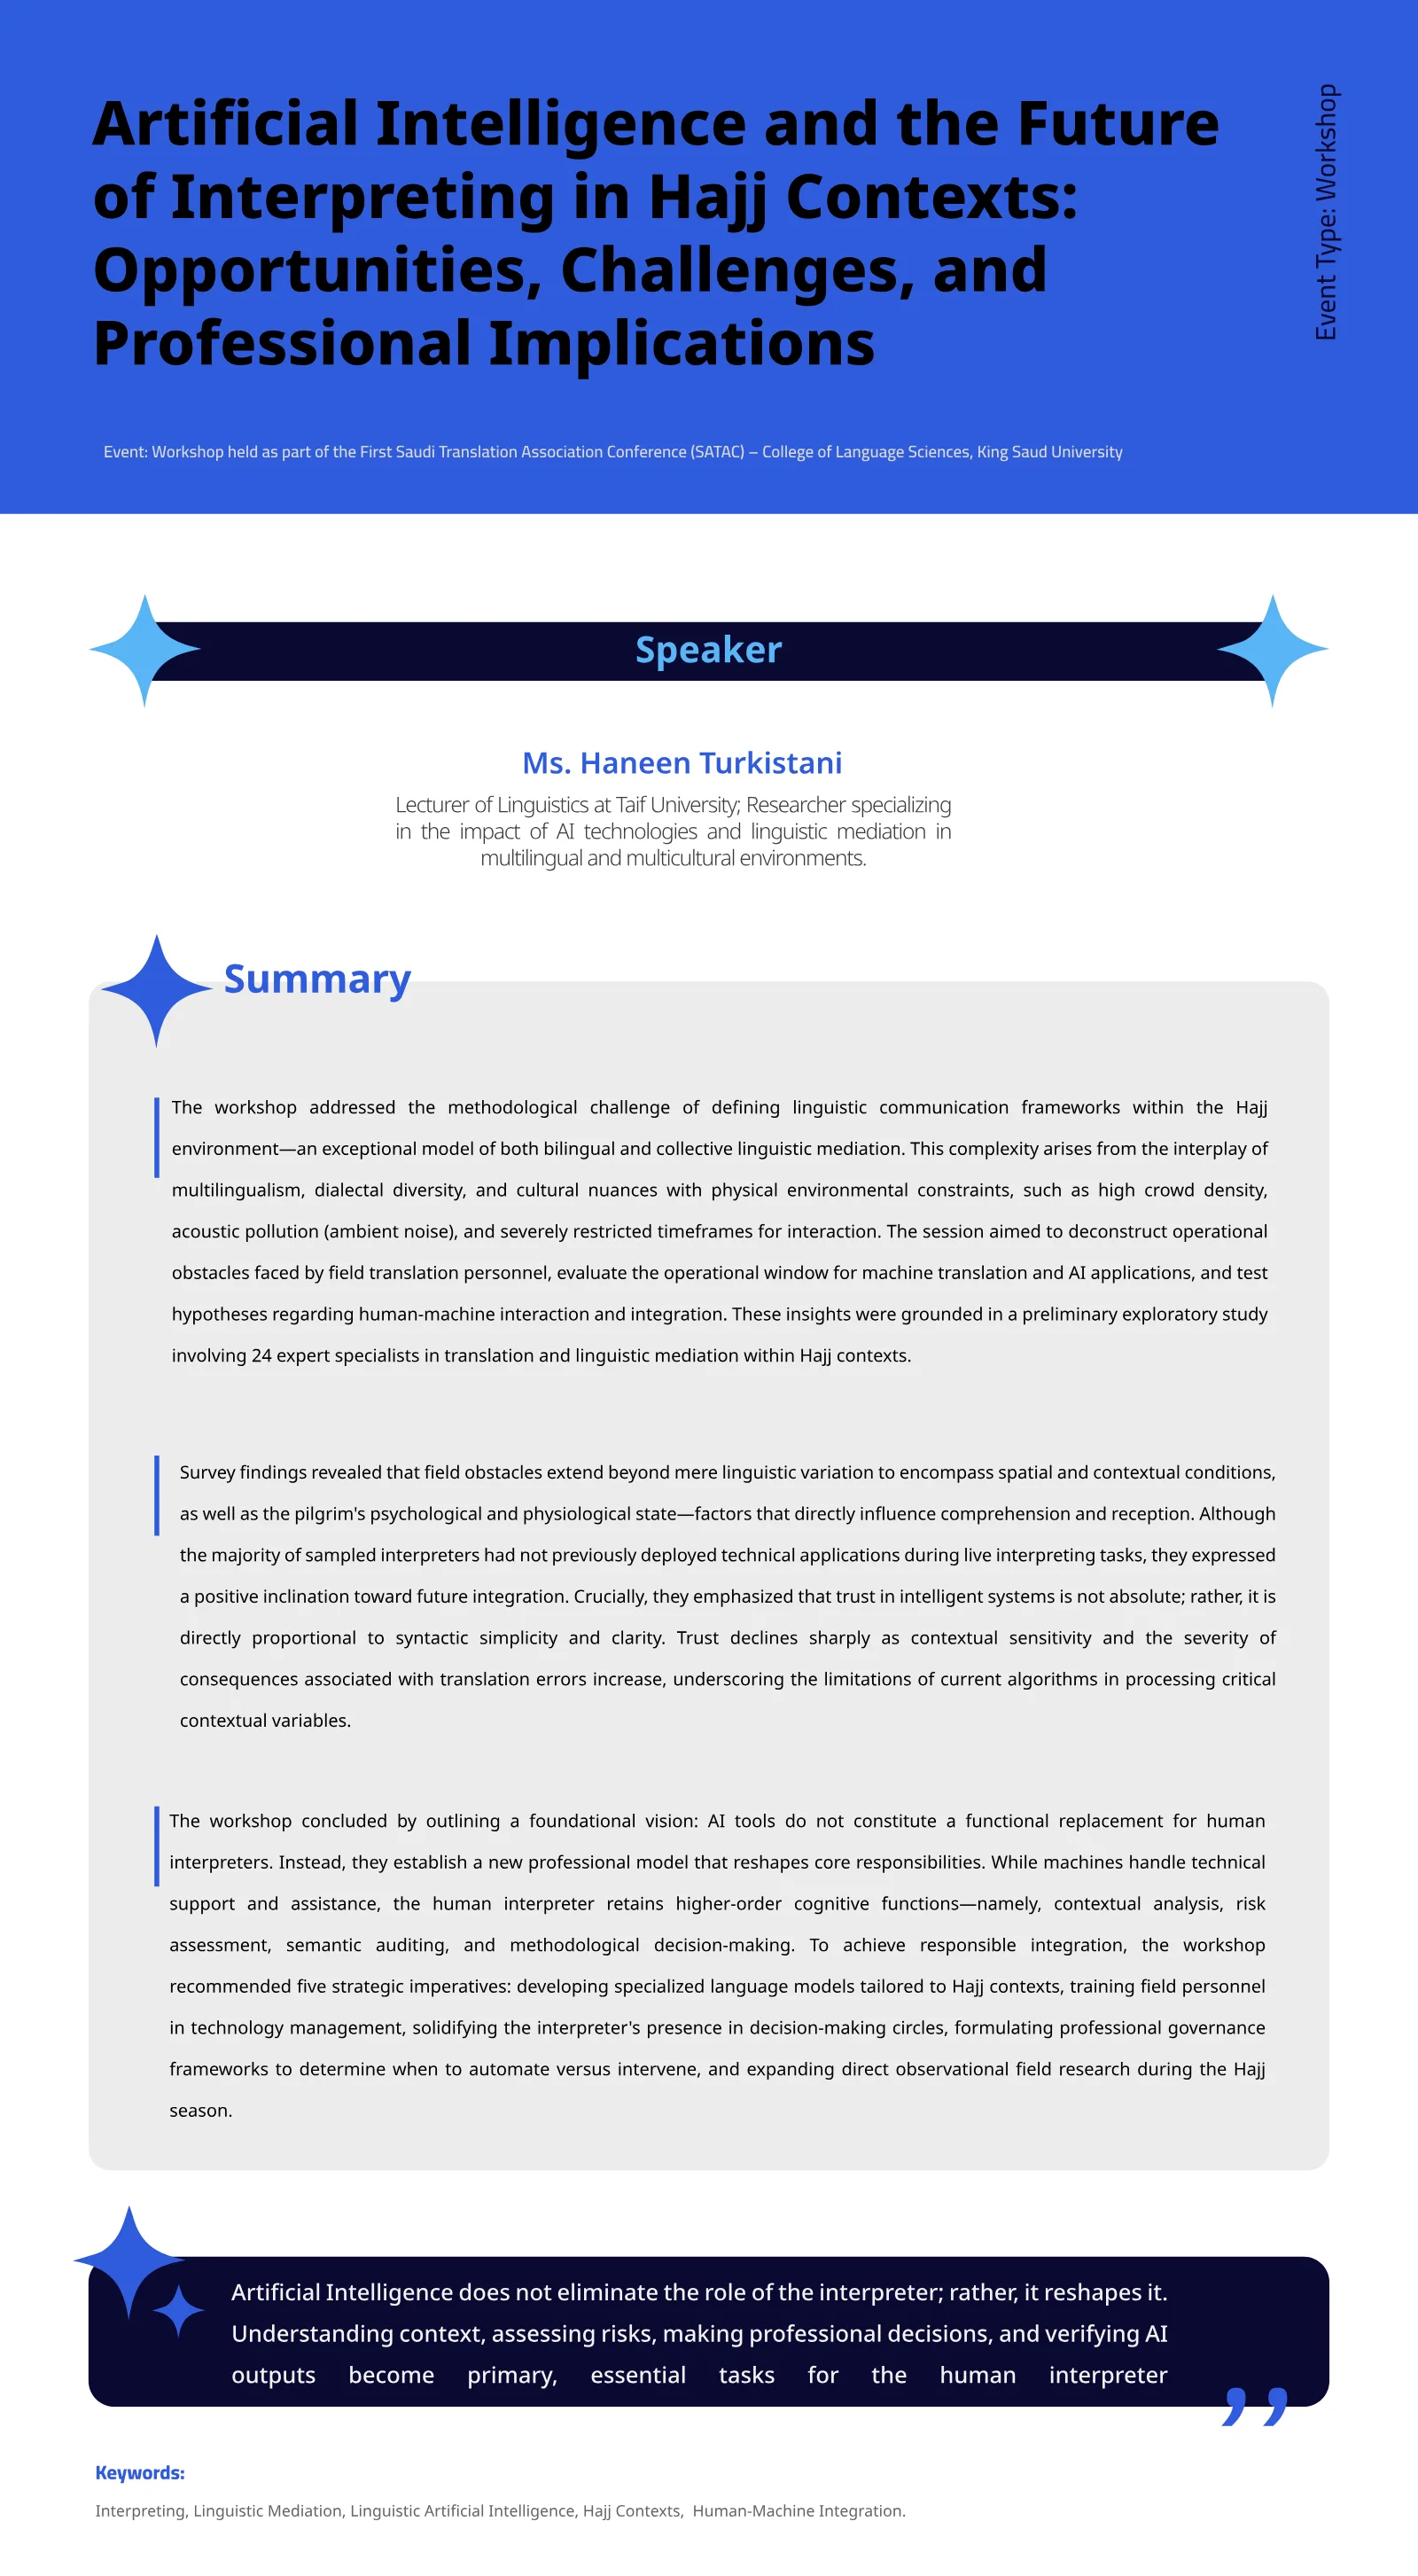 Artificial Intelligence and the Future
of Interpreting in Hajj Contexts:
Opportunities, Challenges, and
Professional Implications
Event Type: Workshop
Event: Workshop held as part of the First Saudi Translation Association Conference (SATAC) – College of Language Sciences, King Saud University
Speaker
Ms. Haneen Turkistani
Lecturer of Linguistics at Taif University; Researcher specializing
in the impact of AI technologies and linguistic mediation in
multilingual and multicultural environments.
Summary
The workshop addressed the methodological challenge of defining linguistic communication frameworks within the Hajj
environment—an exceptional model of both bilingual and collective linguistic mediation. This complexity arises from the interplay of
multilingualism, dialectal diversity, and cultural nuances with physical environmental constraints, such as high crowd density,
acoustic pollution (ambient noise), and severely restricted timeframes for interaction. The session aimed to deconstruct operational
obstacles faced by field translation personnel, evaluate the operational window for machine translation and AI applications, and test
hypotheses regarding human-machine interaction and integration. These insights were grounded in a preliminary exploratory study
involving 24 expert specialists in translation and linguistic mediation within Hajj contexts.
Survey findings revealed that field obstacles extend beyond mere linguistic variation to encompass spatial and contextual conditions,
as well as the pilgrim's psychological and physiological state—factors that directly influence comprehension and reception. Although
the majority of sampled interpreters had not previously deployed technical applications during live interpreting tasks, they expressed
a positive inclination toward future integration. Crucially, they emphasized that trust in intelligent systems is not absolute; rather, it is
directly proportional to syntactic simplicity and clarity. Trust declines sharply as contextual sensitivity and the severity of
consequences associated with translation errors increase, underscoring the limitations of current algorithms in processing critical
contextual variables.
The workshop concluded by outlining a foundational vision: AI tools do not constitute a functional replacement for human
interpreters. Instead, they establish a new professional model that reshapes core responsibilities. While machines handle technical
support and assistance, the human interpreter retains higher-order cognitive functions—namely, contextual analysis, risk
assessment, semantic auditing, and methodological decision-making. To achieve responsible integration, the workshop
recommended five strategic imperatives: developing specialized language models tailored to Hajj contexts, training field personnel
in technology management, solidifying the interpreter's presence in decision-making circles, formulating professional governance
frameworks to determine when to automate versus intervene, and expanding direct observational field research during the Hajj
season.
Artificial Intelligence does not eliminate the role of the interpreter; rather, it reshapes it.
Understanding context, assessing risks, making professional decisions, and verifying AI
outputs become primary, essential tasks for the human interpreter
”
Keywords:
Interpreting, Linguistic Mediation, Linguistic Artificial Intelligence, Hajj Contexts, Human-Machine Integration.